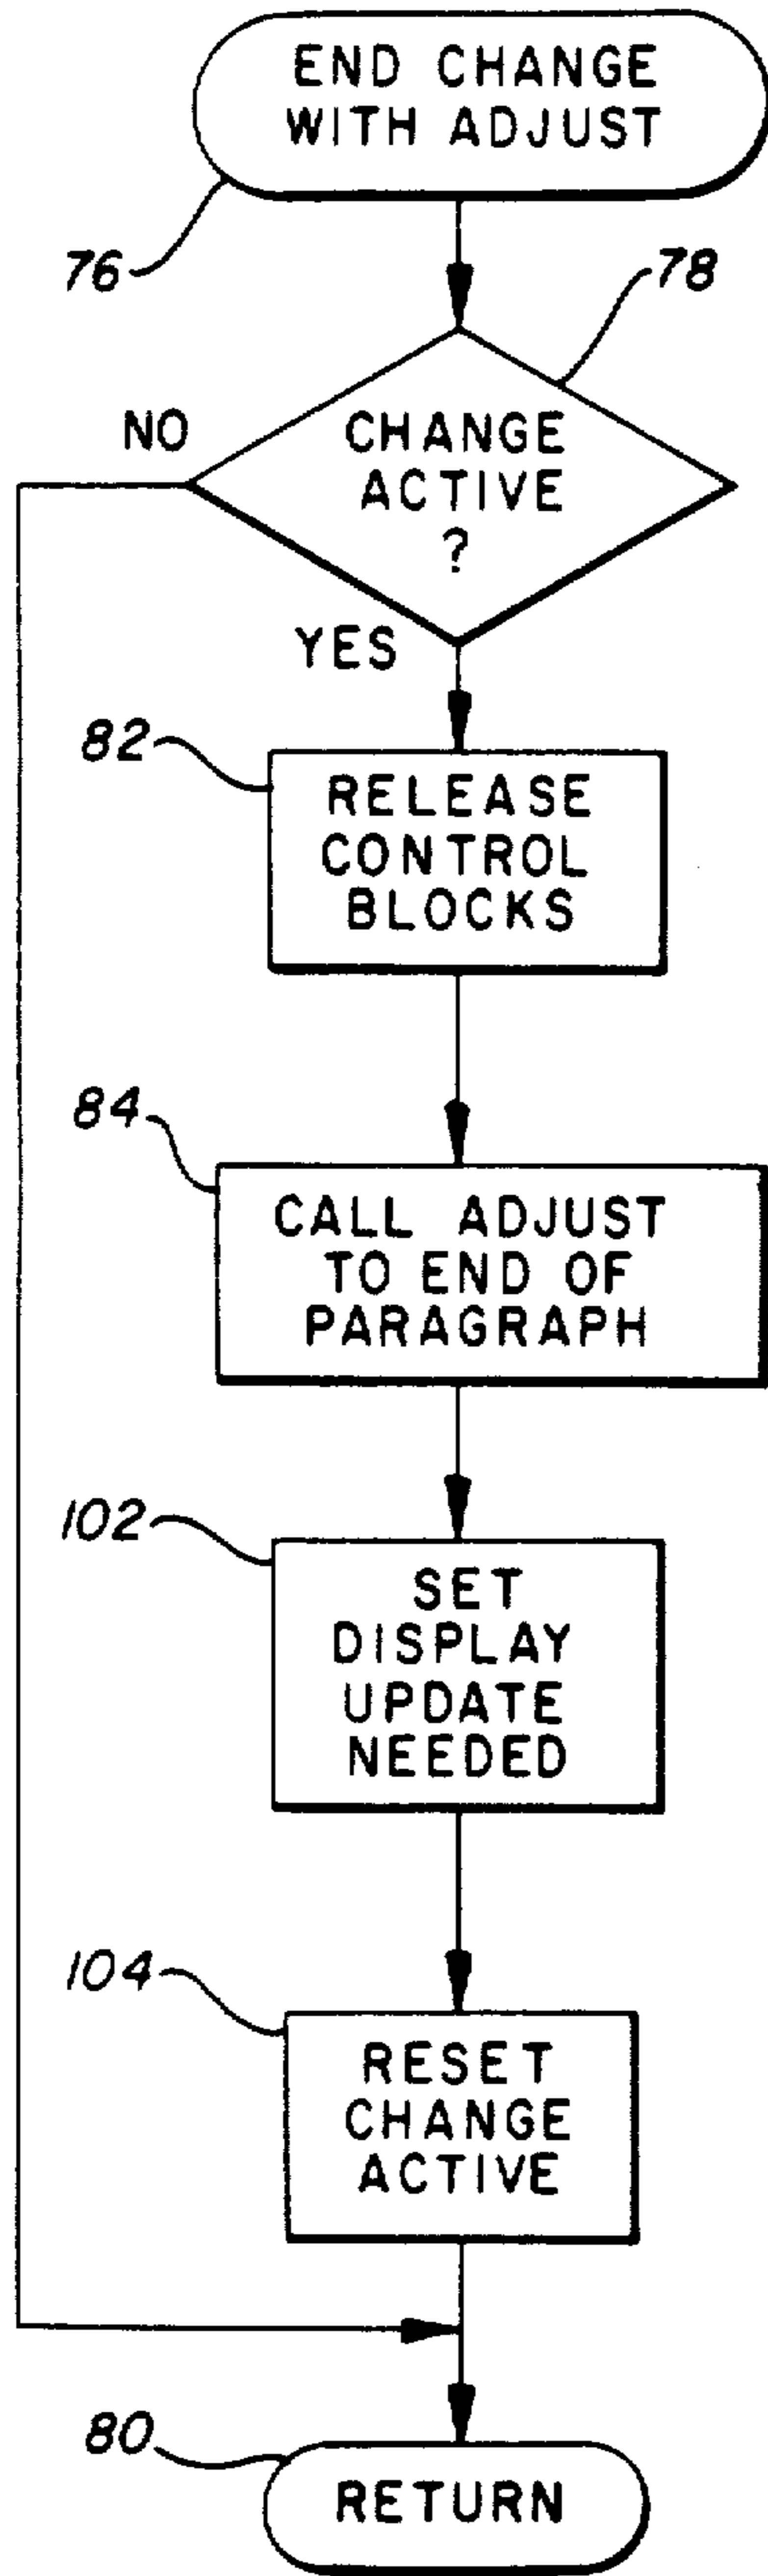 END CHANGE
WITH ADJUST
76
78
NO
CHANGE
ACTIVE
?
YES
82
RELEASE
CONTROL
BLOCKS
84
CALL ADJUST
TO END OF
PARAGRAPH
102
SET
DISPLAY
UPDATE
NEEDED
104
RESET
CHANGE
ACTIVE
80
RETURN